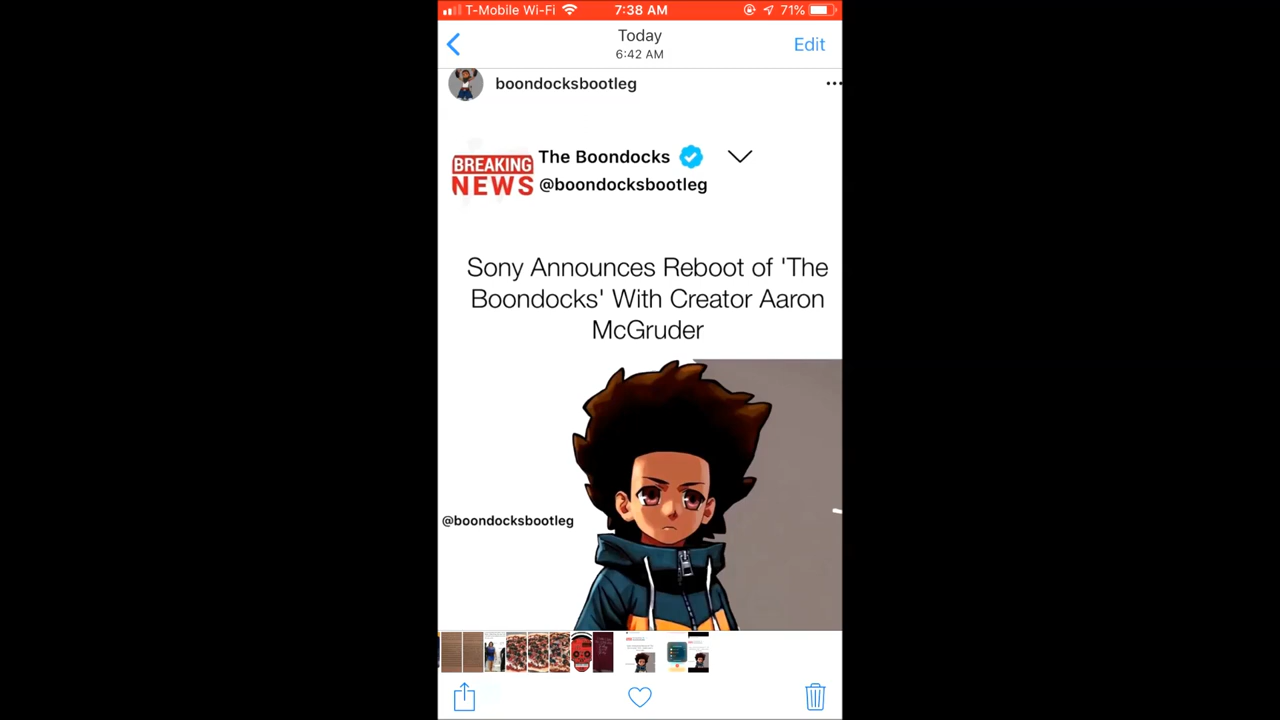 T-Mobile Wi-Fi 7:38 AM 71%
Today
6:42 AM
Edit
boondocksbootleg
BREAKING
NEWS
The Boondocks
@boondocksbootleg
Sony Announces Reboot of 'The
Boondocks' With Creator Aaron
McGruder
@boondocksbootleg